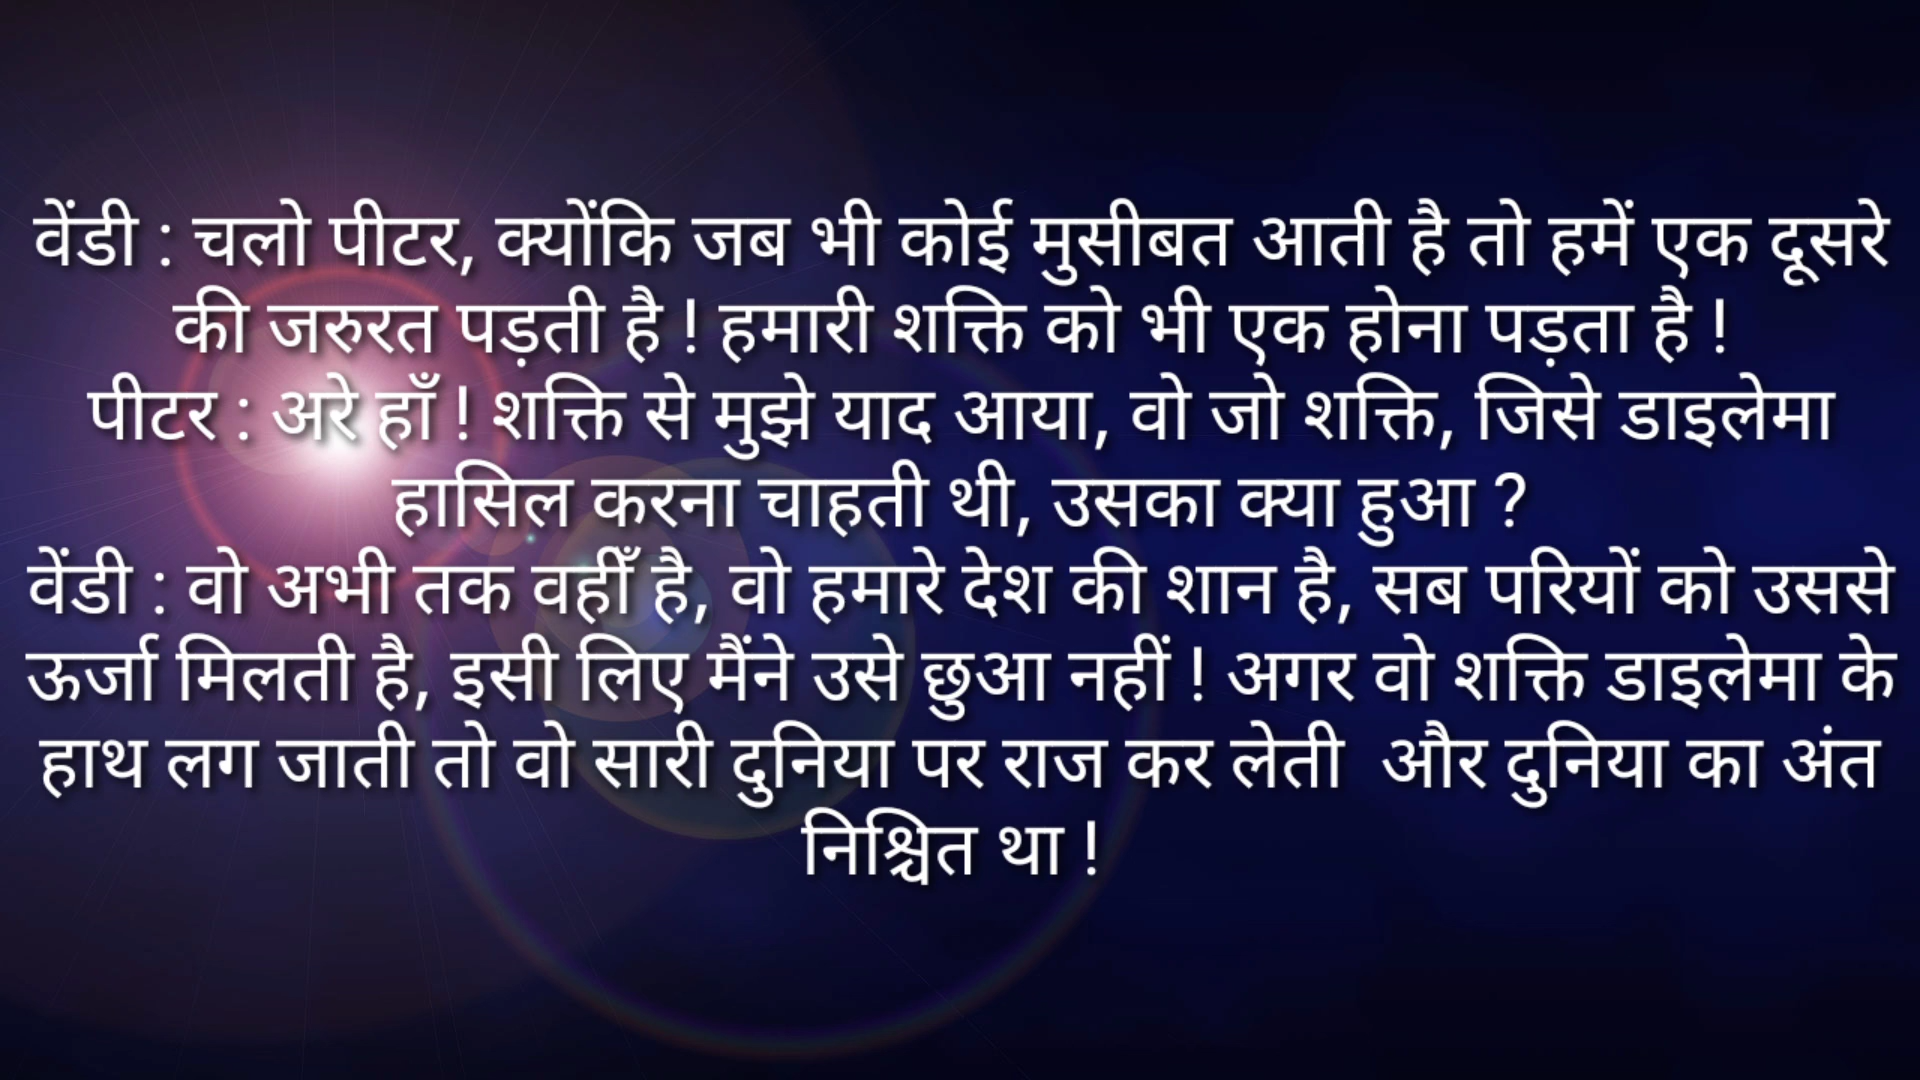 वेंडी : चलो पीटर, क्योंकि जब भी कोई मुसीबत आती है तो हमें एक दूसरे
की जरुरत पड़ती है ! हमारी शक्ति को भी एक होना पड़ता है !
पीटर : अरे हाँ ! शक्ति से मुझे याद आया, वो जो शक्ति, जिसे डाइलेमा
हासिल करना चाहती थी, उसका क्या हुआ ?
वेंडी : वो अभी तक वहीँ है, वो हमारे देश की शान है, सब परियों को उससे
ऊर्जा मिलती है, इसी लिए मैंने उसे छुआ नहीं ! अगर वो शक्ति डाइलेमा के
हाथ लग जाती तो वो सारी दुनिया पर राज कर लेती  और दुनिया का अंत
निश्चित था !